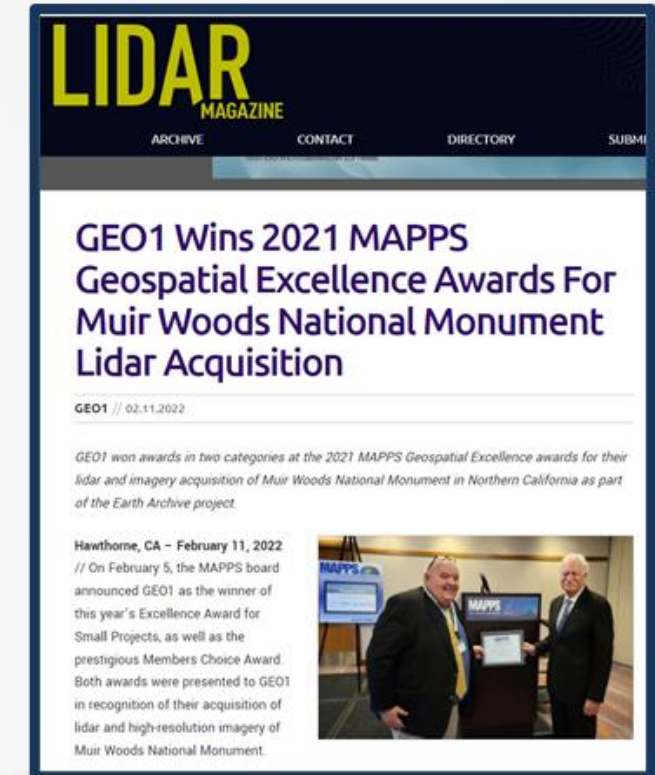 LIDAR
MAGAZINE
ARCHIVE CONTACT DIRECTORY SUBMI
GEO1 Wins 2021 MAPPS
Geospatial Excellence Awards For
Muir Woods National Monument
Lidar Acquisition
GEO1 // 02.11.2022
GEO1 won awards in two categories at the 2021 MAPPS Geospatial Excellence awards for their
lidar and imagery acquisition of Muir Woods National Monument in Northern California as part
of the Earth Archive project.
Hawthorne, CA – February 11, 2022
// On February 5, the MAPPS board
announced GEO1 as the winner of
this year's Excellence Award for
Small Projects, as well as the
prestigious Members Choice Award.
Both awards were presented to GEO1
in recognition of their acquisition of
lidar and high-resolution imagery of
Muir Woods National Monument.
MAPPS
MAPPS